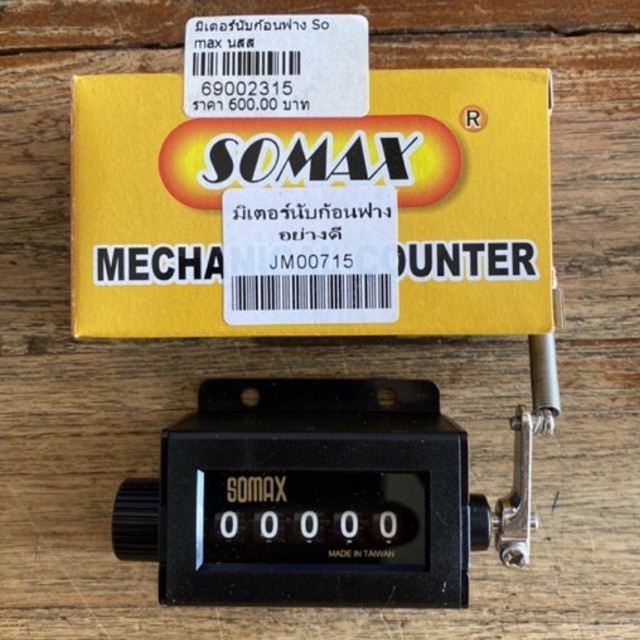 มิเตอร์นับก้อนฟาง So
max นสส
69002315
ราคา 600.00 บาท
SOMAX ®
มิเตอร์นับก้อนฟาง
อย่างดี
JM00715
MECHA
OUNTER
SOMAX
00000
MADE IN TAIWAN